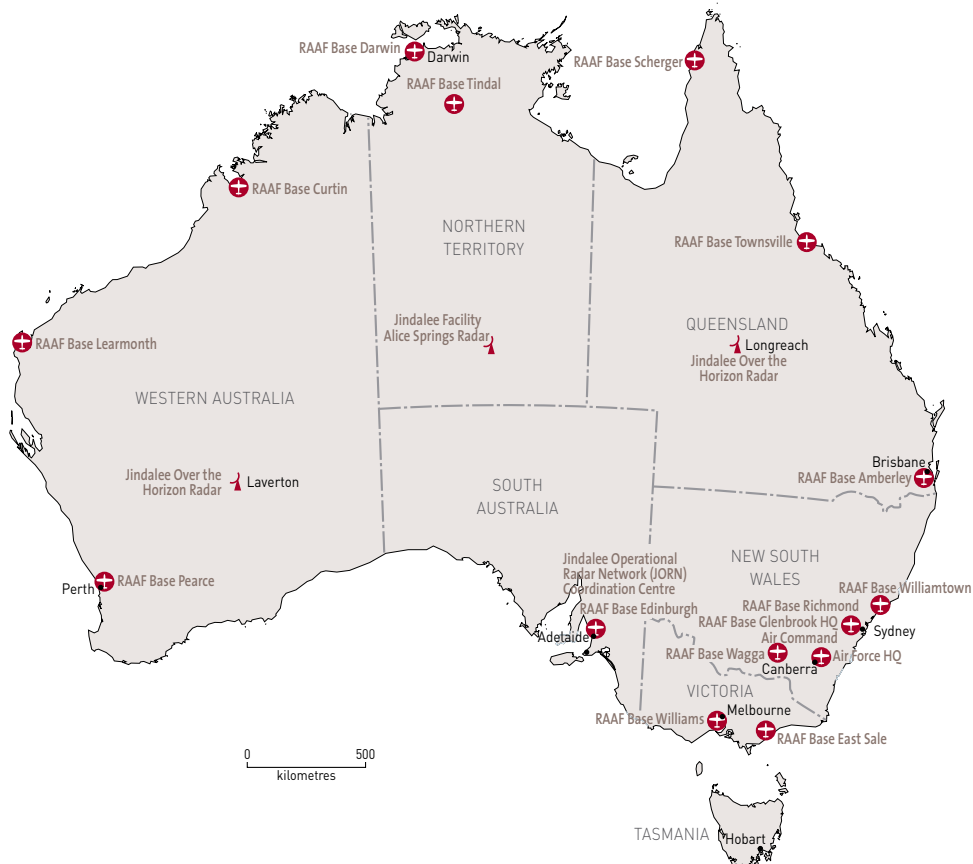 RAAF Base Darwin
Darwin
RAAF Base Scherger
RAAF Base Tindal
RAAF Base Curtin
NORTHERN
TERRITORY
RAAF Base Townsville
Jindalee Facility
Alice Springs Radar
QUEENSLAND
Longreach
Jindalee Over the
Horizon Radar
RAAF Base Learmonth
WESTERN AUSTRALIA
Jindalee Over the
Horizon Radar
Laverton
SOUTH
AUSTRALIA
Brisbane
RAAF Base Amberley
Perth
RAAF Base Pearce
Jindalee Operational
Radar Network (JORN)
Coordination Centre
RAAF Base Edinburgh
Adelaide
NEW SOUTH
WALES
RAAF Base Williamtown
RAAF Base Richmond
RAAF Base Glenbrook HQ
Air Command
Sydney
RAAF Base Wagga
Air Force HQ
Canberra
VICTORIA
Melbourne
RAAF Base Williams
RAAF Base East Sale
0 500
kilometres
TASMANIA
Hobart